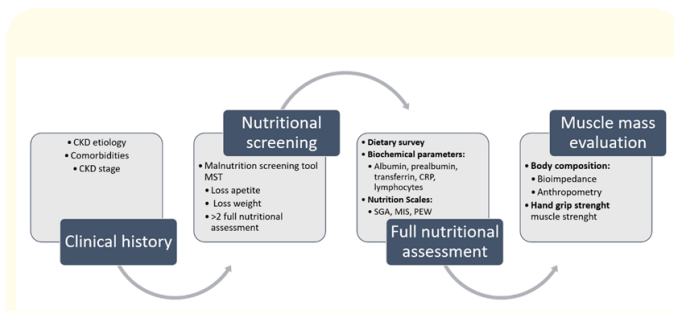 • CKD etiology
• Comorbidities
• CKD stage
Clinical history
Nutritional
screening
• Malnutrition screening tool
MST
• Loss apetite
• Loss weight
• >2 full nutritional
assessment
• Dietary survey
• Biochemical parameters:
• Albumin, prealbumin,
transferrin, CRP,
lymphocytes
• Nutrition Scales:
• SGA, MIS, PEW
Full nutritional
assessment
Muscle mass
evaluation
• Body composition:
• Bioimpedance
• Anthropometry
• Hand grip strenght
muscle strenght